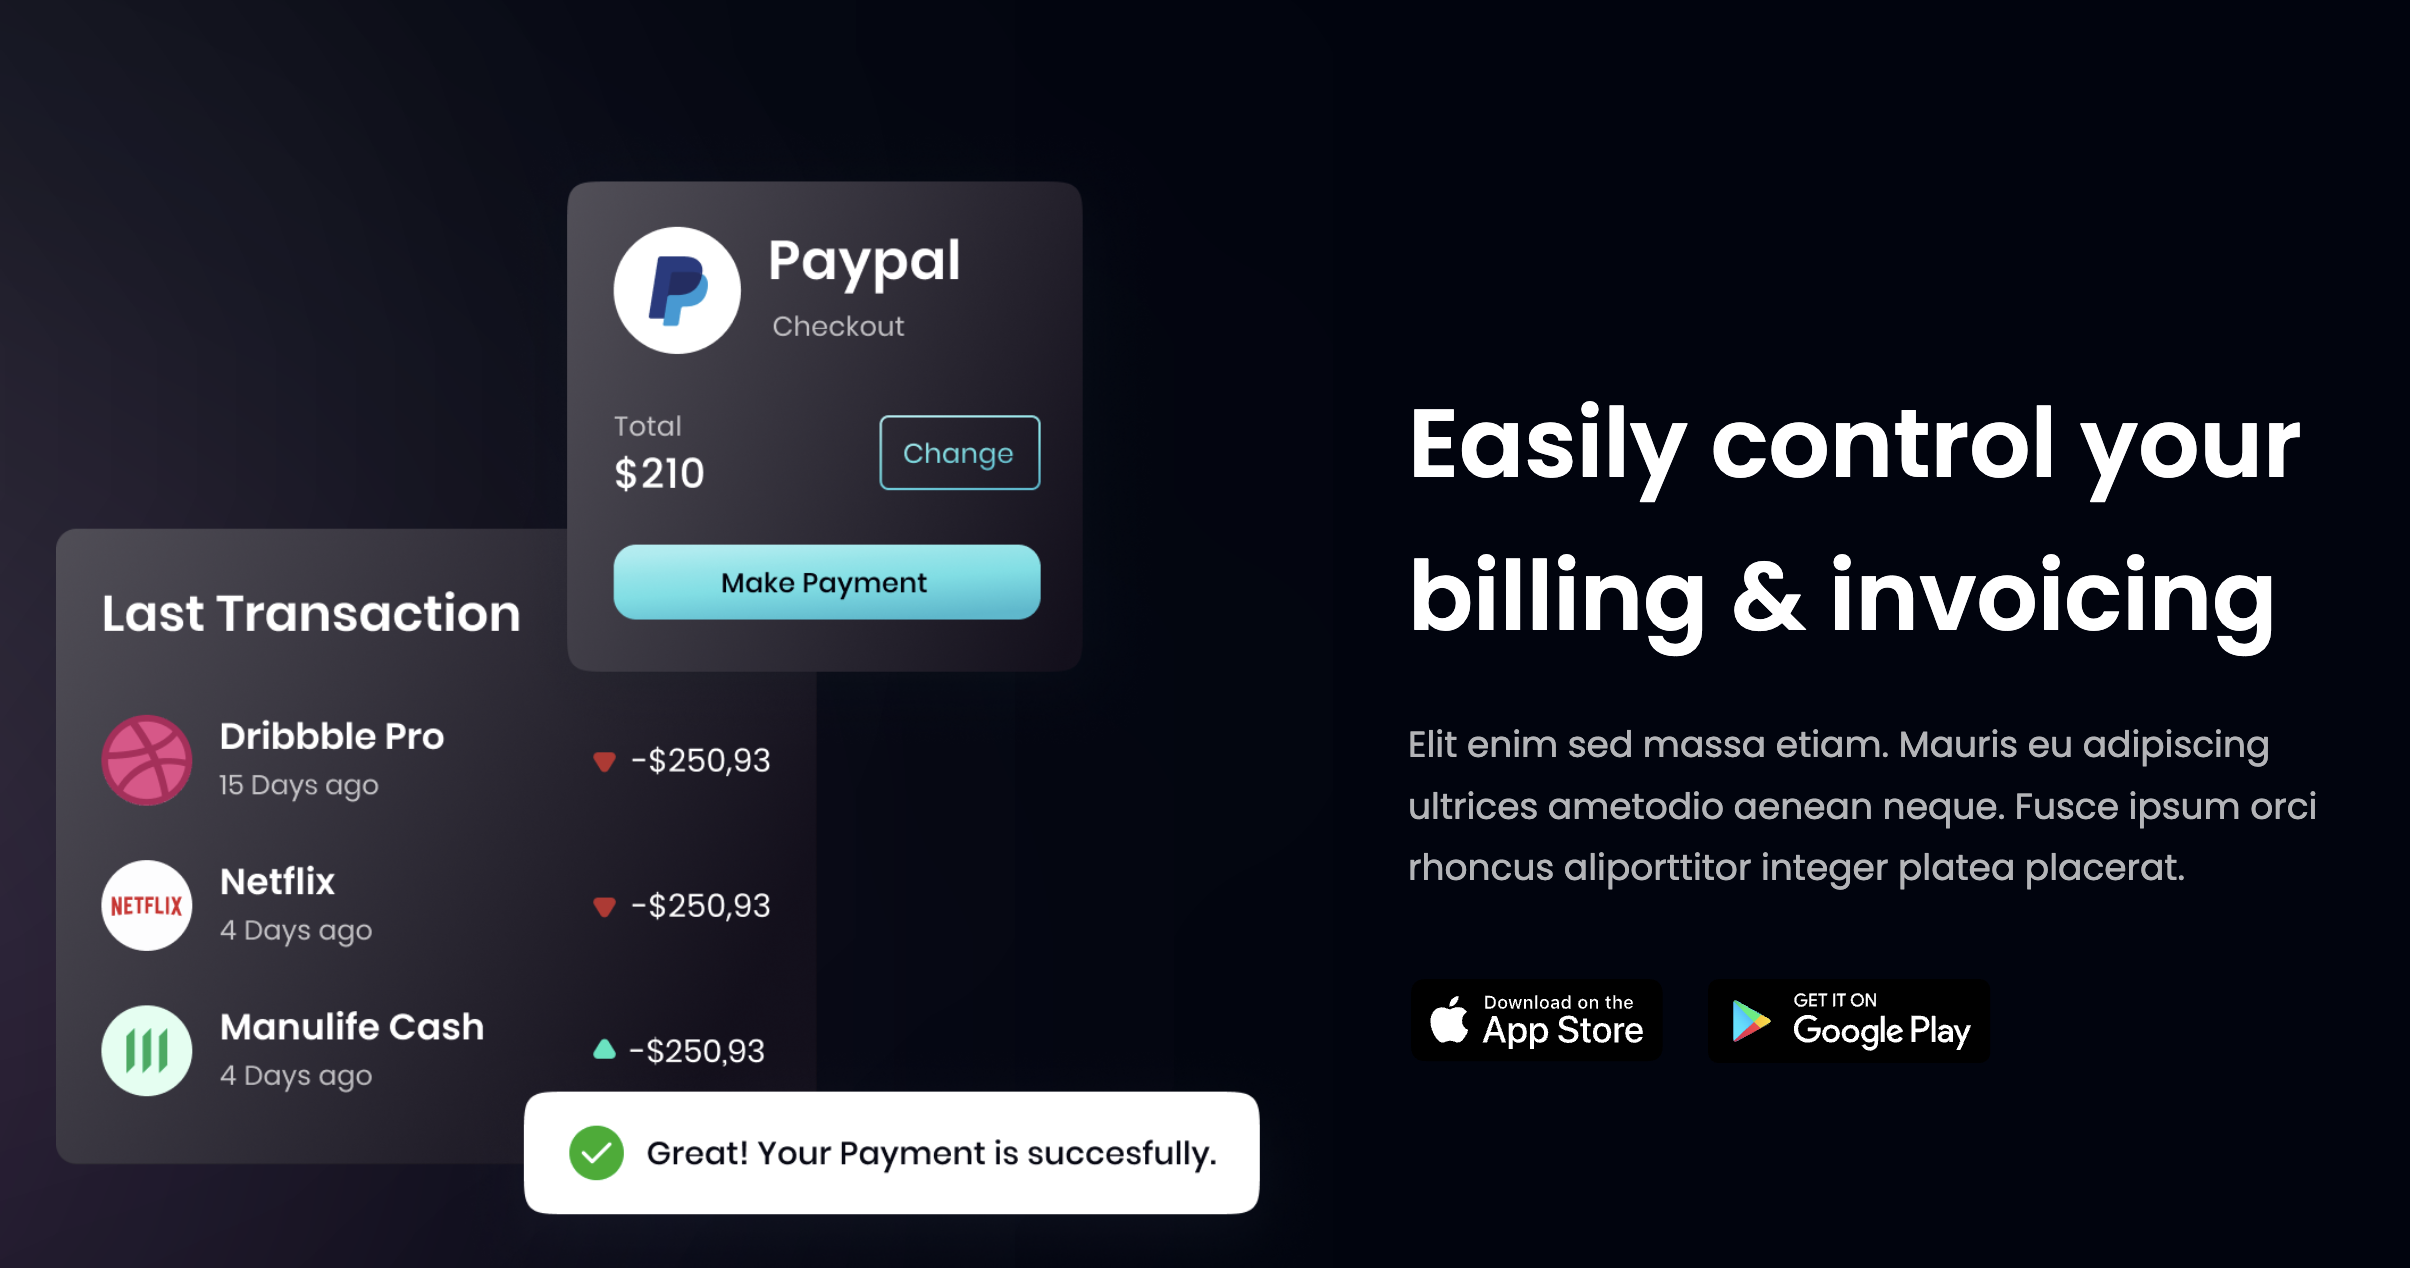 Paypal
Checkout
Total
$210
Change
Make Payment
Last Transaction
Dribbble Pro
15 Days ago
-$250,93
NETFLIX
Netflix
4 Days ago
-$250,93
Manulife Cash
4 Days ago
-$250,93
Great! Your Payment is succesfully.
Easily control your
billing & invoicing
Elit enim sed massa etiam. Mauris eu adipiscing
ultrices ametodio aenean neque. Fusce ipsum orci
rhoncus aliporttitor integer platea placerat.
Download on the
App Store
GET IT ON
Google Play